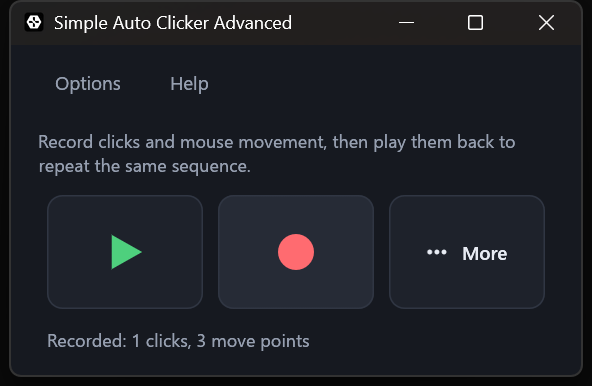 Simple Auto Clicker Advanced
Options Help
Record clicks and mouse movement, then play them back to
repeat the same sequence.
••• More
Recorded: 1 clicks, 3 move points